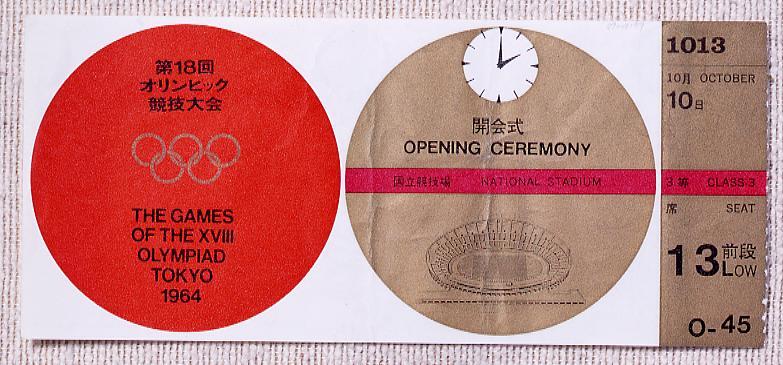 第18回
オリンピック
競技大会
THE GAMES
OF THE XVIII
OLYMPIAD
TOKYO
1964
開会式
OPENING CEREMONY
国立競技場 NATIONAL STADIUM
1013
10月 OCTOBER
10日
3等 CLASS 3
席 SEAT
13 前段 LOW
O-45